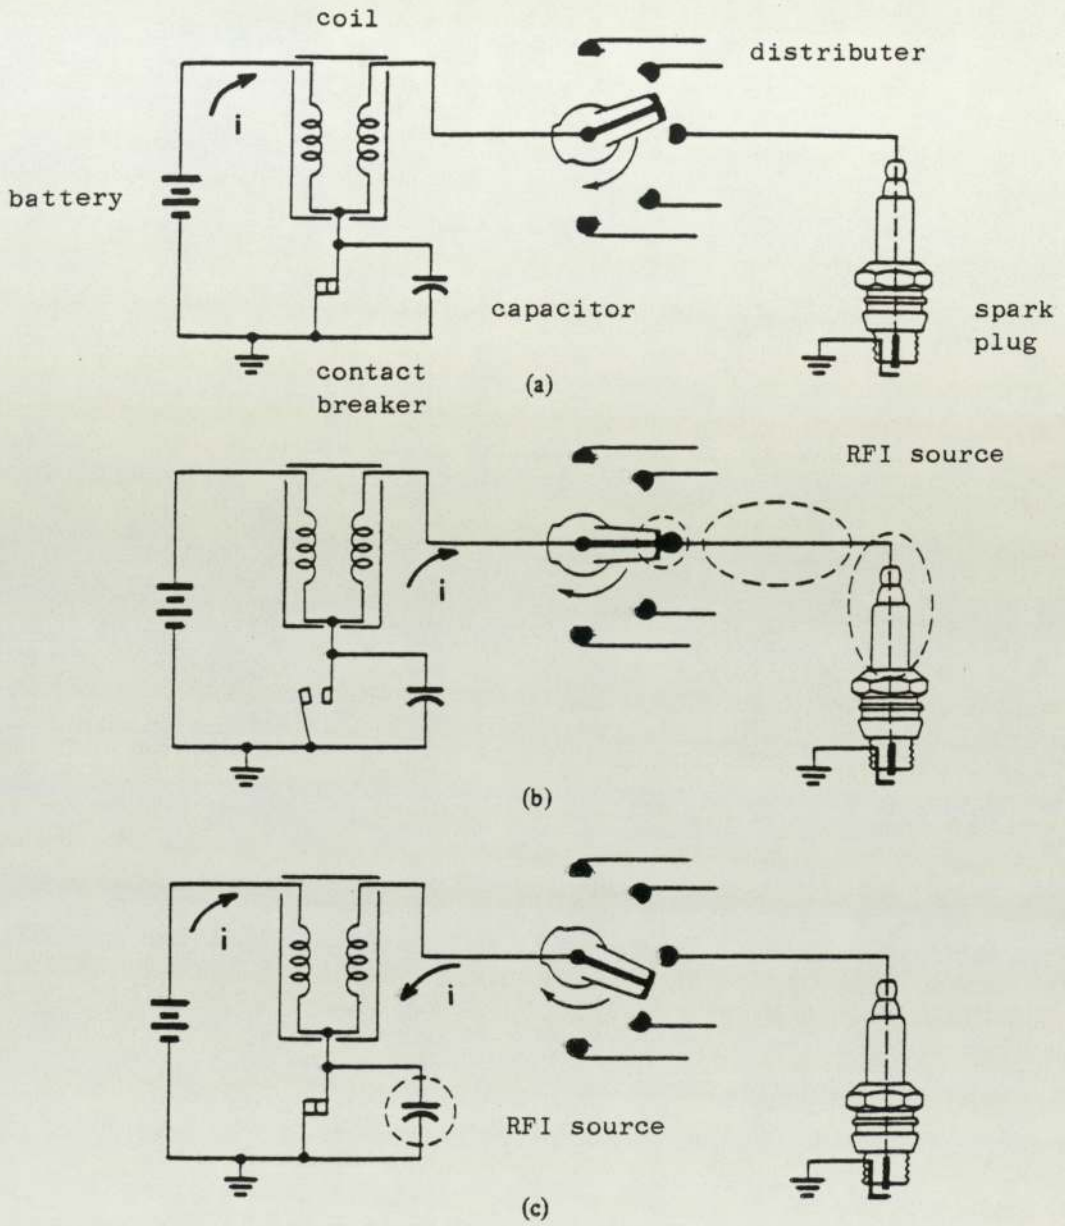 coil
distributer
i
battery
capacitor
spark
plug
contact
breaker
(a)
RFI source
i
(b)
i
i
RFI source
(c)